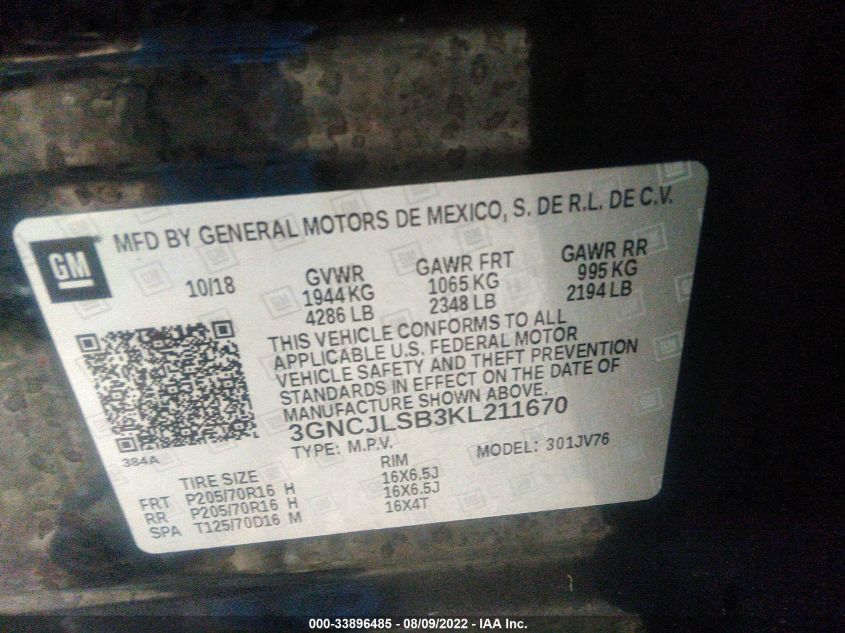 MFD BY GENERAL MOTORS DE MEXICO, S. DE R.L. DE C.V.
GM®
10/18 GVWR GAWR FRT GAWR RR
1944 KG 1065 KG 995 KG
4286 LB 2348 LB 2194 LB
THIS VEHICLE CONFORMS TO ALL
APPLICABLE U.S. FEDERAL MOTOR
VEHICLE SAFETY AND THEFT PREVENTION
STANDARDS IN EFFECT ON THE DATE OF
MANUFACTURE SHOWN ABOVE.
3GNCJLSB3KL211670
384A TYPE: M.P.V. MODEL: 301JV76
TIRE SIZE RIM
FRT P205/70R16 H 16X6.5J
RR P205/70R16 H 16X6.5J
SPA T125/70D16 M 16X4T
000-33896485 - 08/09/2022 - IAA Inc.